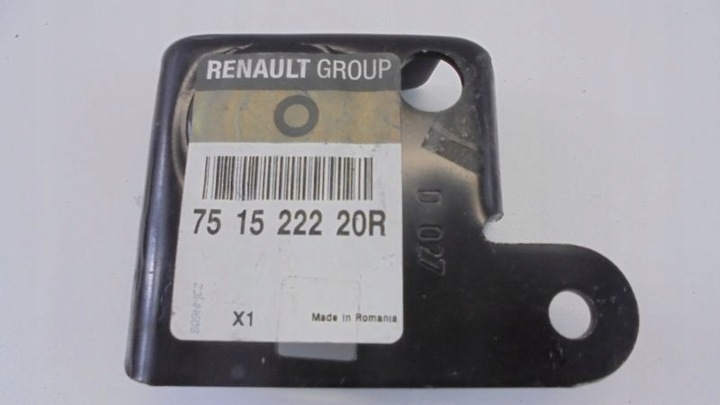 RENAULT GROUP
75 15 222 20R
X1
Made in Romania
D 027